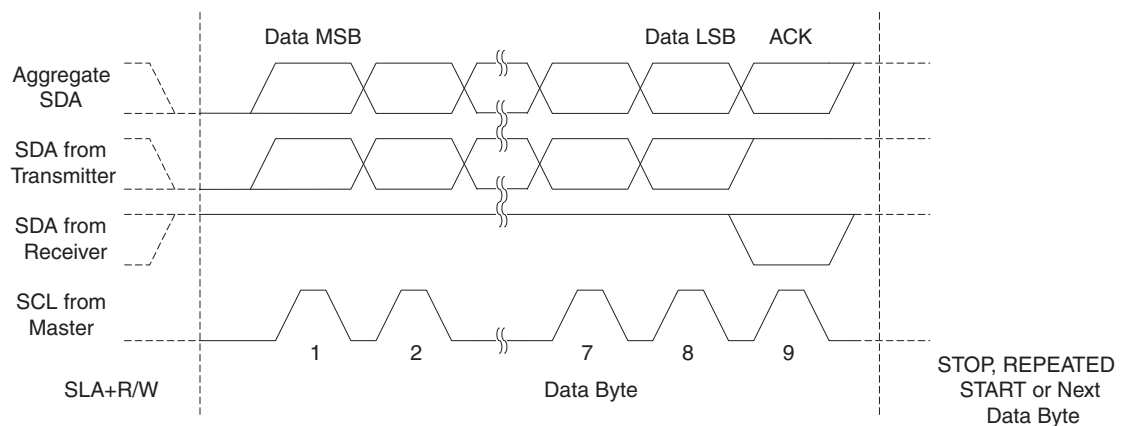 Data MSB
Data LSB
ACK
Aggregate
SDA
SDA from
Transmitter
SDA from
Receiver
SCL from
Master
1
2
7
8
9
SLA+R/W
Data Byte
STOP, REPEATED
START or Next
Data Byte